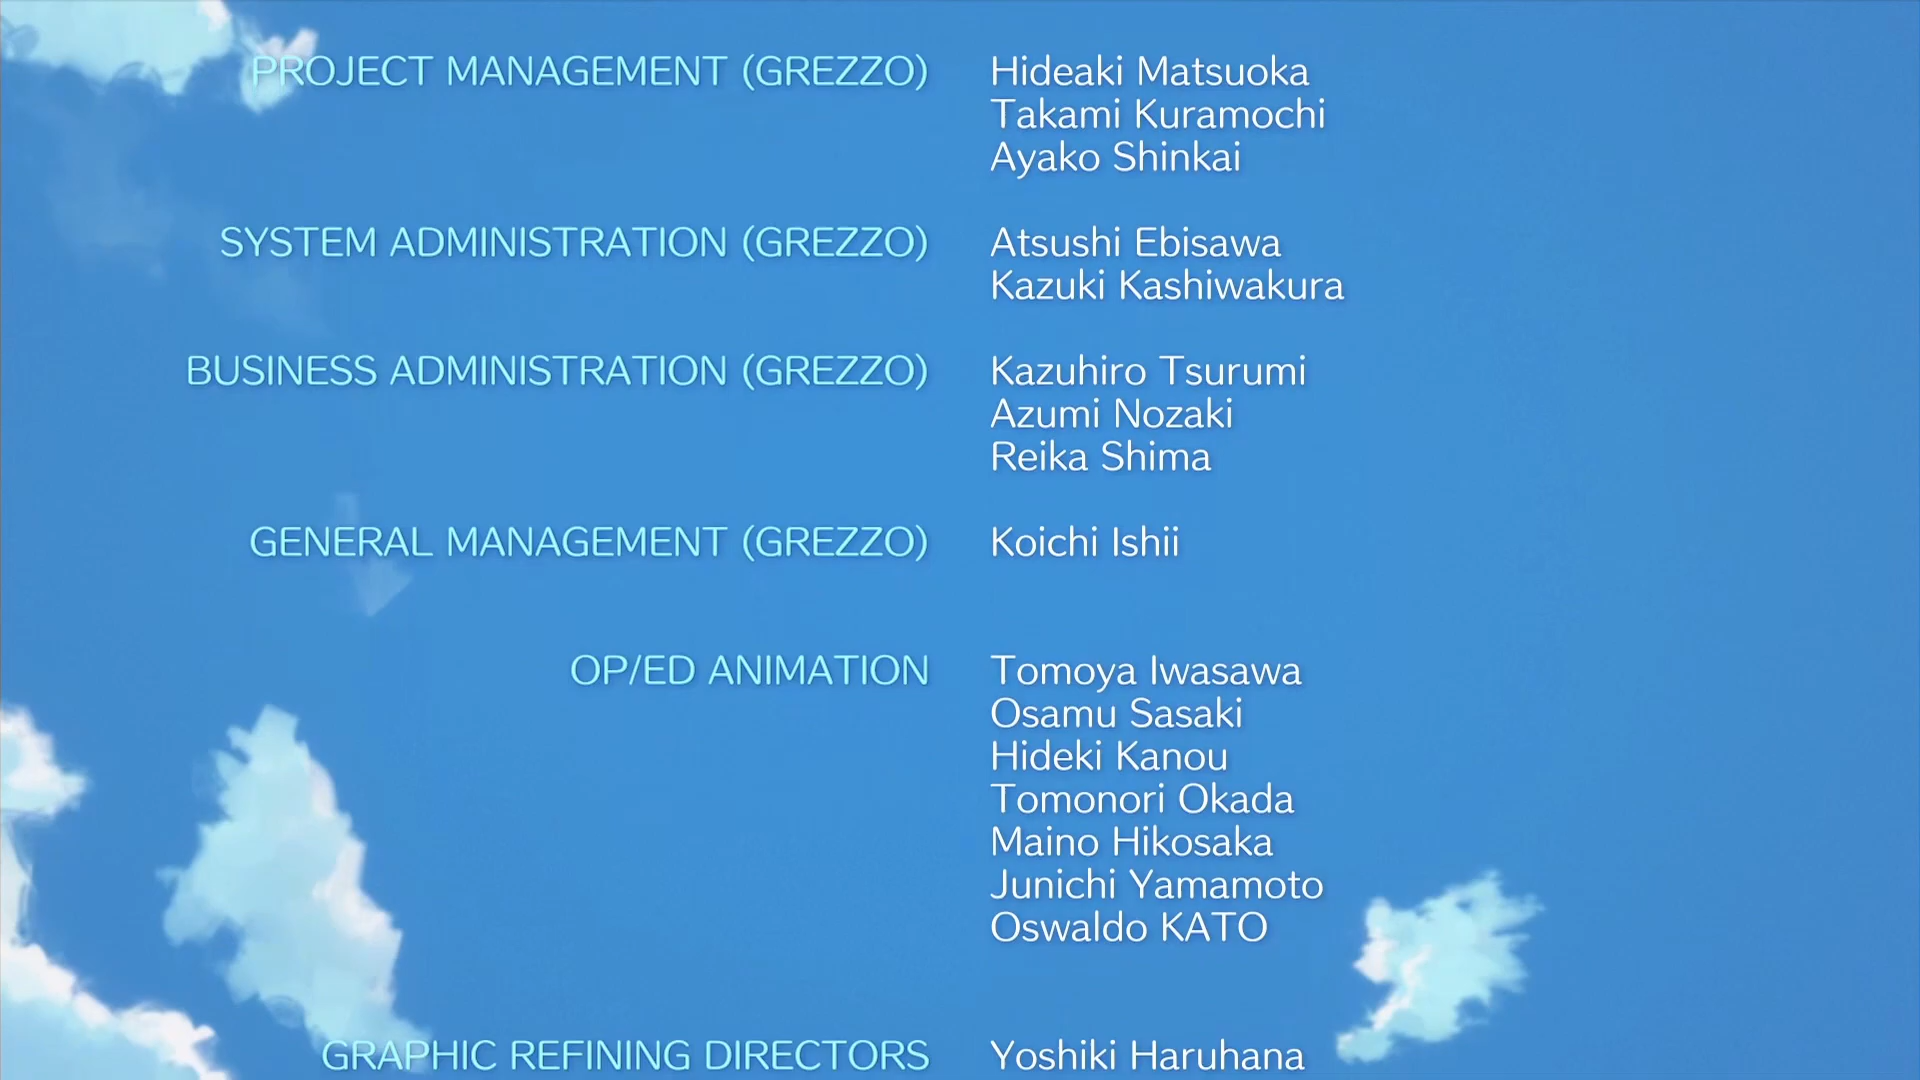 PROJECT MANAGEMENT (GREZZO) Hideaki Matsuoka
Takami Kuramochi
Ayako Shinkai
SYSTEM ADMINISTRATION (GREZZO) Atsushi Ebisawa
Kazuki Kashiwakura
BUSINESS ADMINISTRATION (GREZZO) Kazuhiro Tsurumi
Azumi Nozaki
Reika Shima
GENERAL MANAGEMENT (GREZZO) Koichi Ishii
OP/ED ANIMATION Tomoya Iwasawa
Osamu Sasaki
Hideki Kanou
Tomonori Okada
Maino Hikosaka
Junichi Yamamoto
Oswaldo KATO
GRAPHIC REFINING DIRECTORS Yoshiki Haruhana